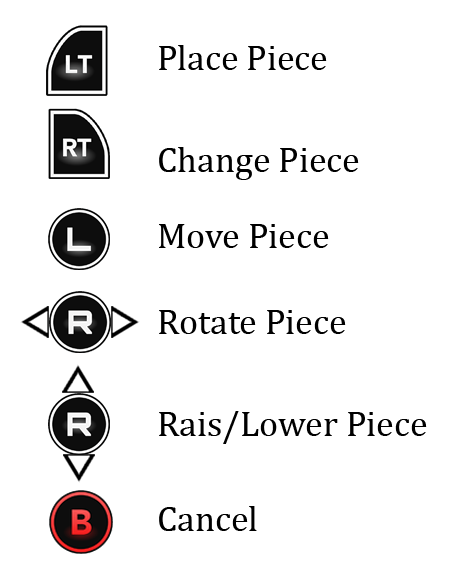 LT Place Piece
RT Change Piece
L Move Piece
R Rotate Piece
R Rais/Lower Piece
B Cancel